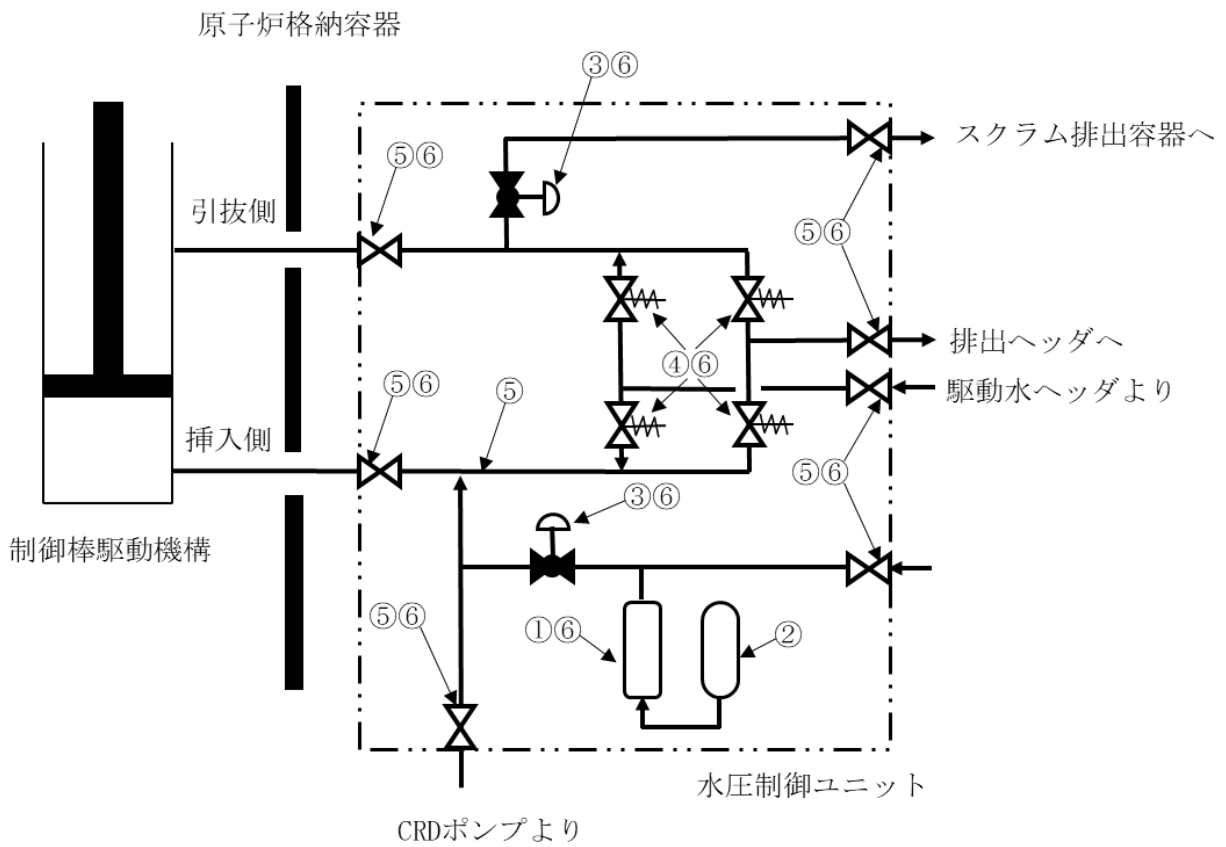 原子炉格納容器
③⑥
スクラム排出容器へ
⑤⑥
引抜側
⑤⑥
排出ヘッダへ
④⑥
駆動水ヘッダより
⑤⑥
⑤
挿入側
⑤⑥
③⑥
制御棒駆動機構
⑤⑥
①⑥
②
水圧制御ユニット
CRDポンプより